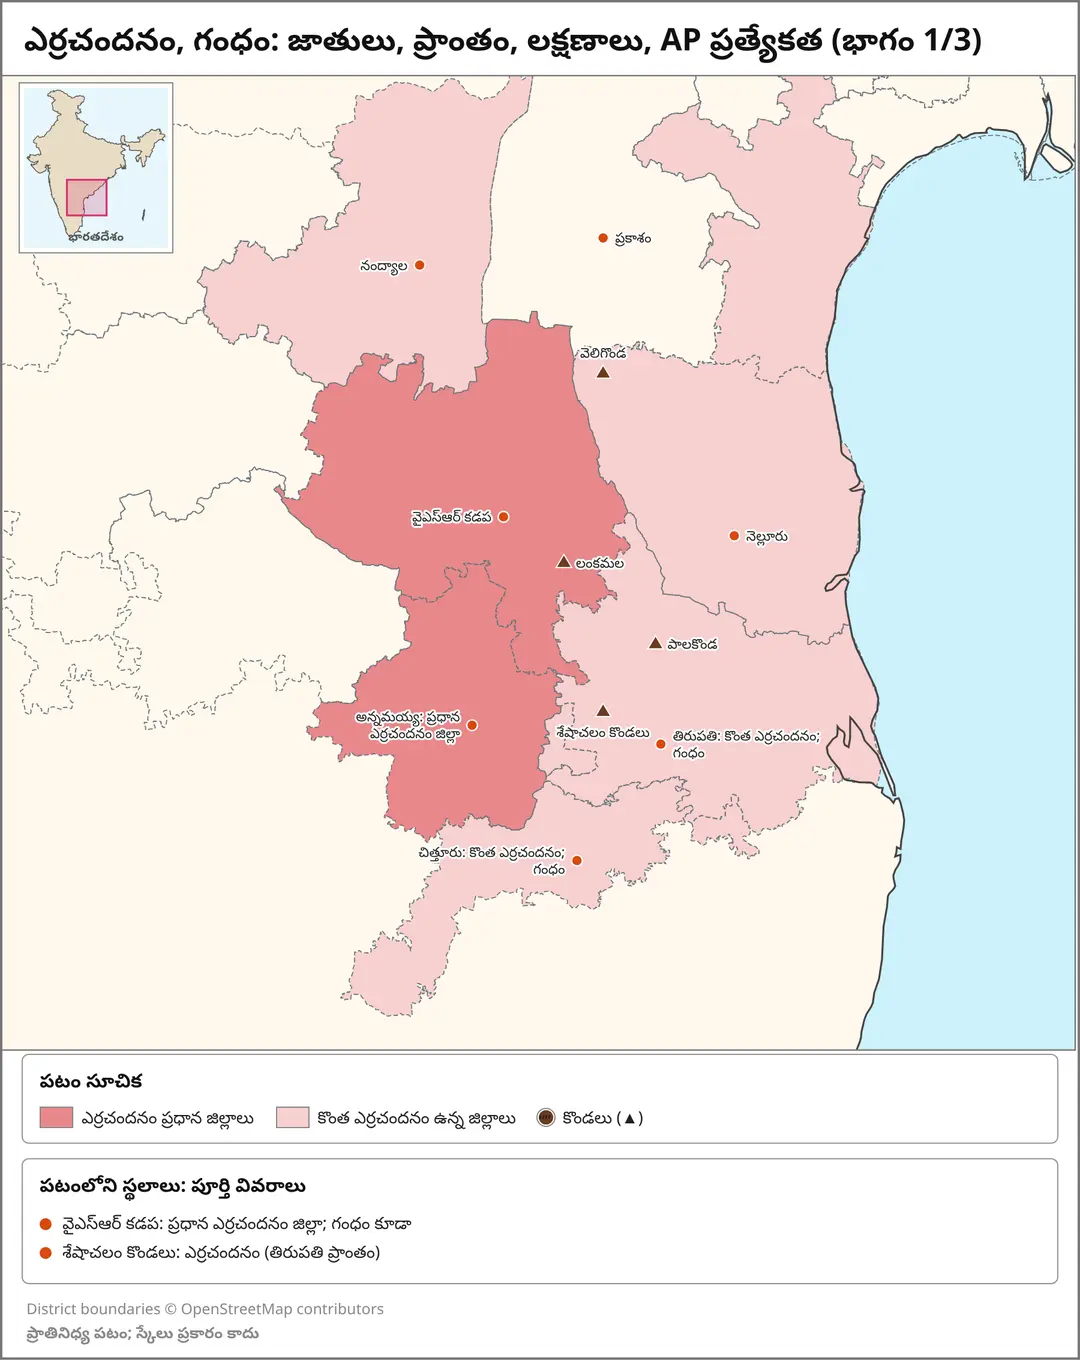 ఎర్రచందనం, గంధం: జాతులు, ప్రాంతం, లక్షణాలు, AP ప్రత్యేకత (భాగం 1/3)
భారతదేశం
ప్రకాశం
నంద్యాల
వెలిగొండ
వైఎస్ఆర్ కడప
నెల్లూరు
లంకమల
పాలకొండ
అన్నమయ్య: ప్రధాన
ఎర్రచందనం జిల్లా
శేషాచలం కొండలు
తిరుపతి: కొంత ఎర్రచందనం;
గంధం
చిత్తూరు: కొంత ఎర్రచందనం;
గంధం
పటం సూచిక
ఎర్రచందనం ప్రధాన జిల్లాలు
కొంత ఎర్రచందనం ఉన్న జిల్లాలు
కొండలు (▲)
పటంలోని స్థలాలు: పూర్తి వివరాలు
వైఎస్ఆర్ కడప: ప్రధాన ఎర్రచందనం జిల్లా; గంధం కూడా
శేషాచలం కొండలు: ఎర్రచందనం (తిరుపతి ప్రాంతం)
District boundaries © OpenStreetMap contributors
ప్రాతినిధ్య పటం; స్కేలు ప్రకారం కాదు